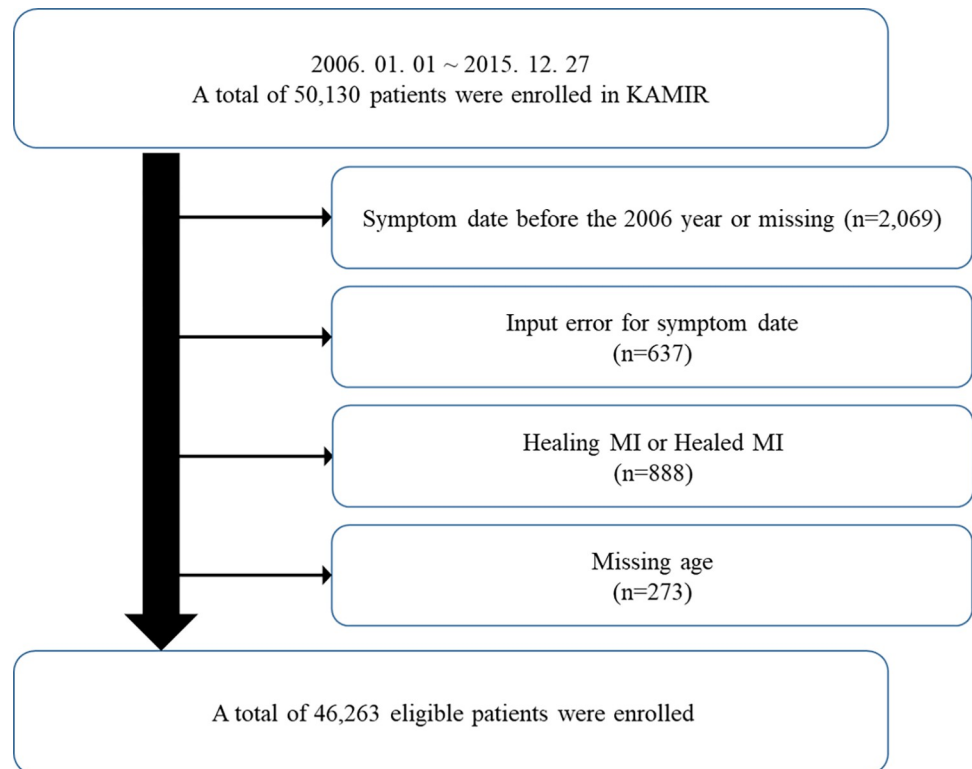 2006. 01. 01 ~ 2015. 12. 27
A total of 50,130 patients were enrolled in KAMIR
Symptom date before the 2006 year or missing (n=2,069)
Input error for symptom date
(n=637)
Healing MI or Healed MI
(n=888)
Missing age
(n=273)
A total of 46,263 eligible patients were enrolled